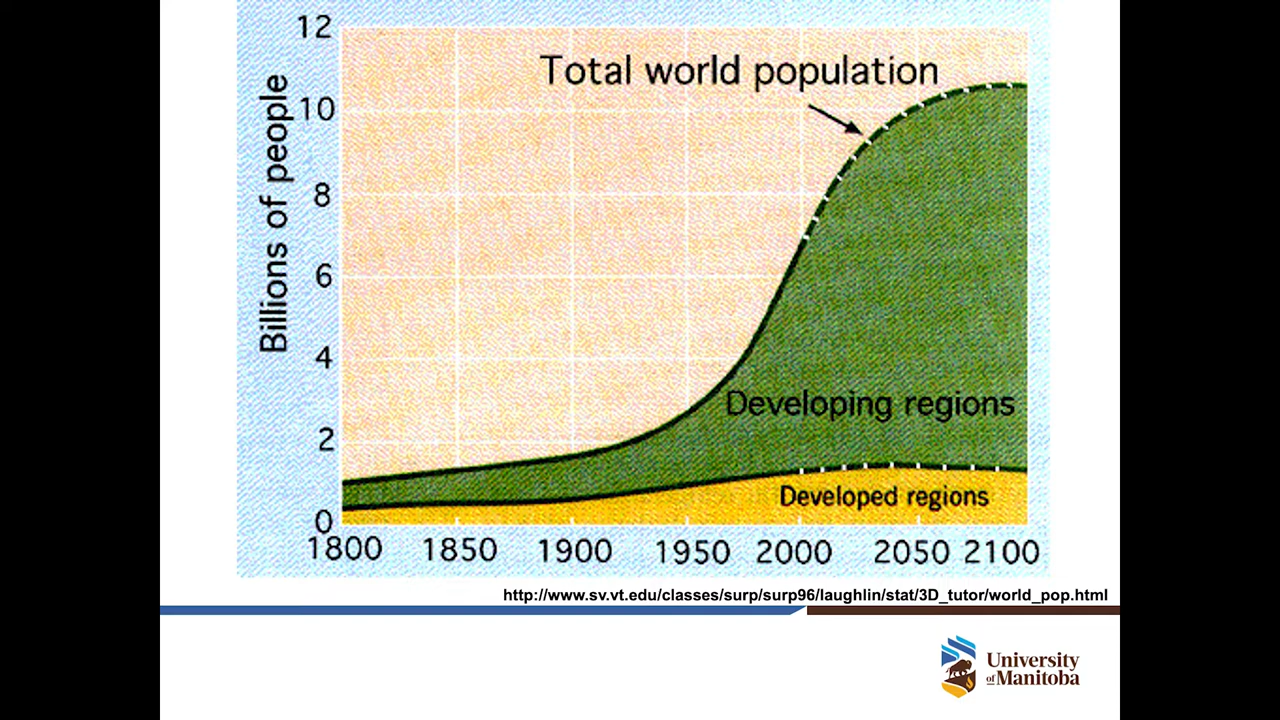 12
Total world population
10
Billions of people
8
6
4
Developing regions
2
Developed regions
0
1800 1850 1900 1950 2000 2050 2100
http://www.sv.vt.edu/classes/surp/surp96/laughlin/stat/3D_tutor/world_pop.html
University
of Manitoba